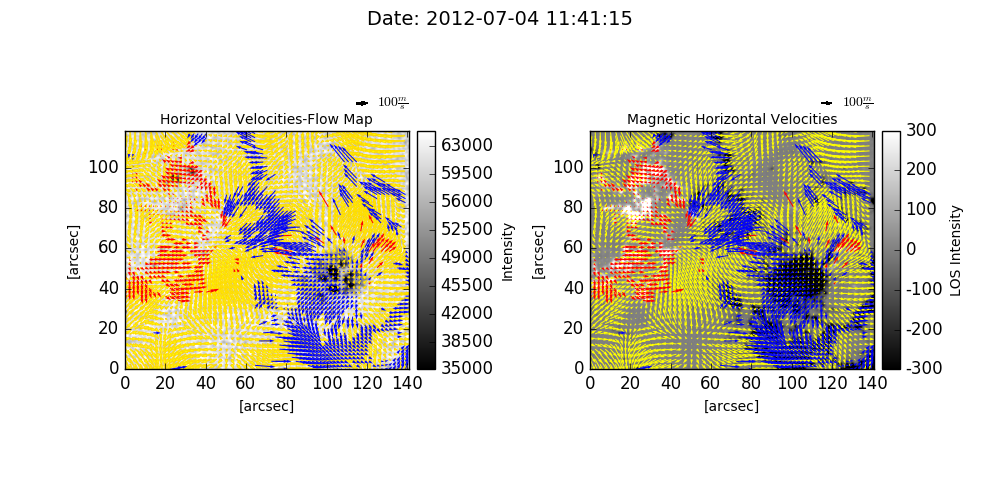 Date: 2012-07-04 11:41:15
100 m/s
100 m/s
Horizontal Velocities-Flow Map
Magnetic Horizontal Velocities
[arcsec]
100
80
60
40
20
0
0 20 40 60 80 100 120 140
[arcsec]
63000
59500
56000
52500
49000
45500
42000
38500
35000
Intensity
[arcsec]
100
80
60
40
20
0
0 20 40 60 80 100 120 140
[arcsec]
300
200
100
0
-100
-200
-300
LOS Intensity